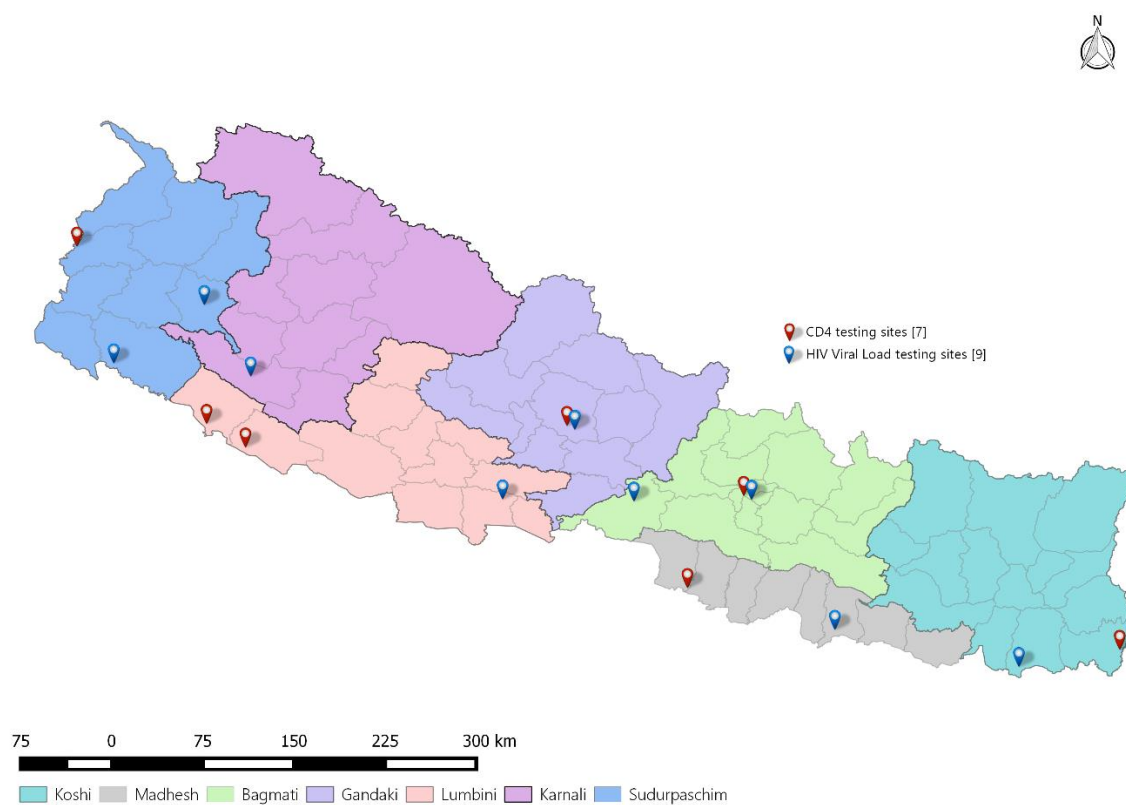 N
CD4 testing sites [7]
HIV Viral Load testing sites [9]
75 0 75 150 225 300 km
Koshi Madhesh Bagmati Gandaki Lumbini Karnali Sudurpaschim